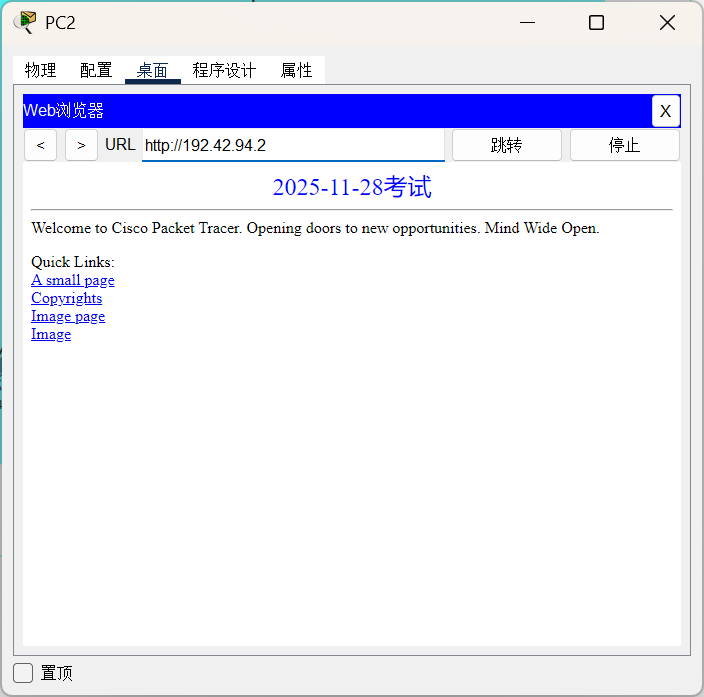 PC2
物理 配置 桌面 程序设计 属性
Web浏览器 X
< > URL http://192.42.94.2 跳转 停止
2025-11-28考试
Welcome to Cisco Packet Tracer. Opening doors to new opportunities. Mind Wide Open.
Quick Links:
A small page
Copyrights
Image page
Image
置顶